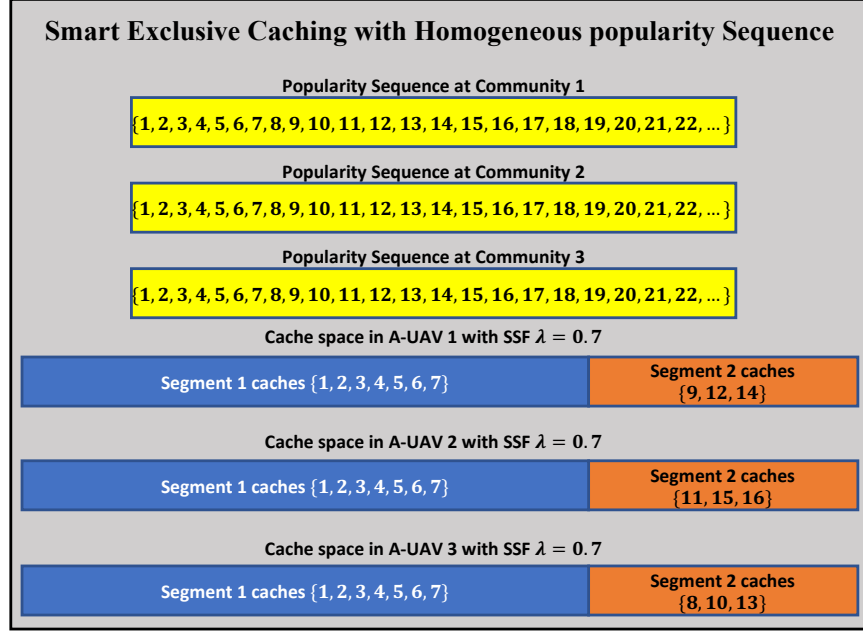 Smart Exclusive Caching with Homogeneous popularity Sequence
Popularity Sequence at Community 1
{1, 2, 3, 4, 5, 6, 7, 8, 9, 10, 11, 12, 13, 14, 15, 16, 17, 18, 19, 20, 21, 22, … }
Popularity Sequence at Community 2
{1, 2, 3, 4, 5, 6, 7, 8, 9, 10, 11, 12, 13, 14, 15, 16, 17, 18, 19, 20, 21, 22, … }
Popularity Sequence at Community 3
{1, 2, 3, 4, 5, 6, 7, 8, 9, 10, 11, 12, 13, 14, 15, 16, 17, 18, 19, 20, 21, 22, … }
Cache space in A-UAV 1 with SSF λ = 0.7
Segment 1 caches {1, 2, 3, 4, 5, 6, 7}
Segment 2 caches
{9, 12, 14}
Cache space in A-UAV 2 with SSF λ = 0.7
Segment 1 caches {1, 2, 3, 4, 5, 6, 7}
Segment 2 caches
{11, 15, 16}
Cache space in A-UAV 3 with SSF λ = 0.7
Segment 1 caches {1, 2, 3, 4, 5, 6, 7}
Segment 2 caches
{8, 10, 13}